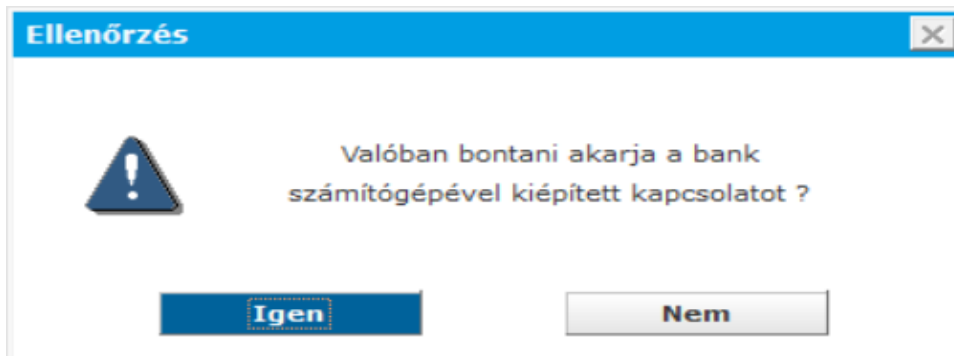 Ellenőrzés
Valóban bontani akarja a bank
számítógépével kiépített kapcsolatot ?
Igen
Nem